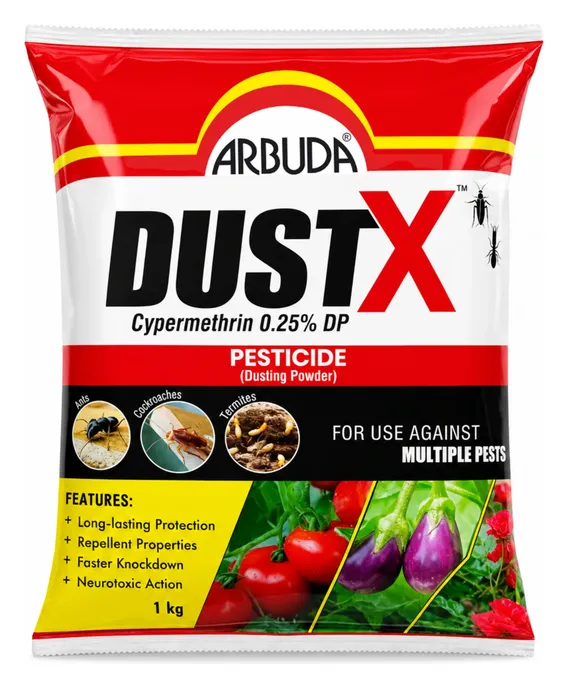 ARBUDA®
DUSTX™
Cypermethrin 0.25% DP
PESTICIDE
(Dusting Powder)
Ants
Cockroaches
Termites
FOR USE AGAINST
MULTIPLE PESTS
FEATURES:
+ Long-lasting Protection
+ Repellent Properties
+ Faster Knockdown
+ Neurotoxic Action
1 kg